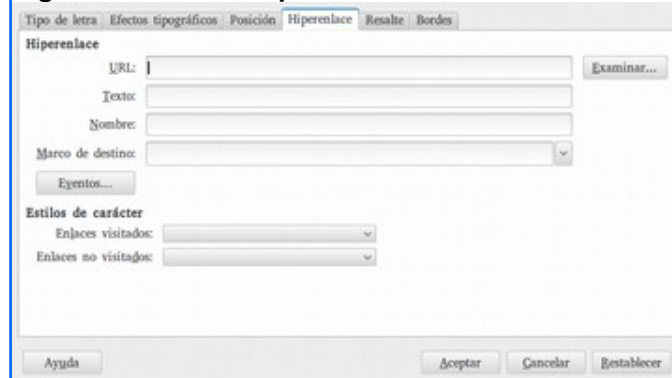 Tipo de letra Efectos tipográficos Posición Hiperenlace Resalte Bordes
Hiperenlace
URL: Examinar...
Texto:
Nombre:
Marco de destino:
Eventos...
Estilos de carácter
Enlaces visitados:
Enlaces no visitados:
Ayuda Aceptar Cancelar Restablecer